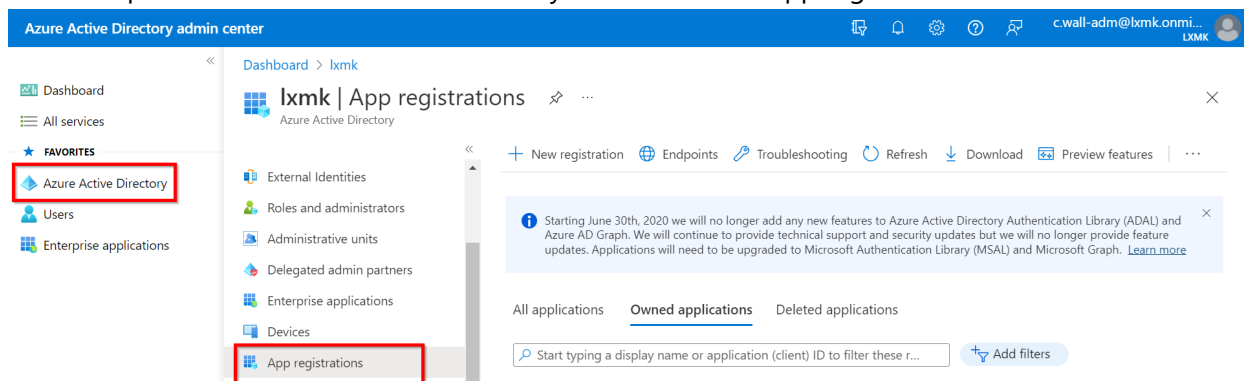 Azure Active Directory admin center
c.wall-adm@lxmk.onmi...
LXMK
Dashboard > lxmk
Dashboard
All services
FAVORITES
Azure Active Directory
Users
Enterprise applications
lxmk | App registrations
Azure Active Directory
External Identities
Roles and administrators
Administrative units
Delegated admin partners
Enterprise applications
Devices
App registrations
New registration Endpoints Troubleshooting Refresh Download Preview features
Starting June 30th, 2020 we will no longer add any new features to Azure Active Directory Authentication Library (ADAL) and
Azure AD Graph. We will continue to provide technical support and security updates but we will no longer provide feature
updates. Applications will need to be upgraded to Microsoft Authentication Library (MSAL) and Microsoft Graph. Learn more
All applications Owned applications Deleted applications
Start typing a display name or application (client) ID to filter these r...
Add filters